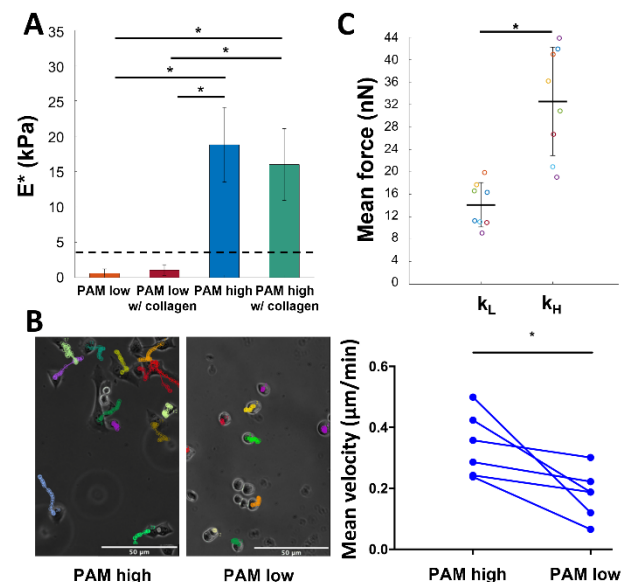 A
*
*
*
*
E* (kPa)
35
30
25
20
15
10
5
0
PAM low
PAM low
w/ collagen
PAM high
PAM high
w/ collagen
C
*
Mean force (nN)
44
40
36
32
28
24
20
16
12
8
4
0
kL
kH
B
50 µm
50 µm
PAM high
PAM low
*
Mean velocity (µm/min)
0.6
0.4
0.2
0.0
PAM high
PAM low